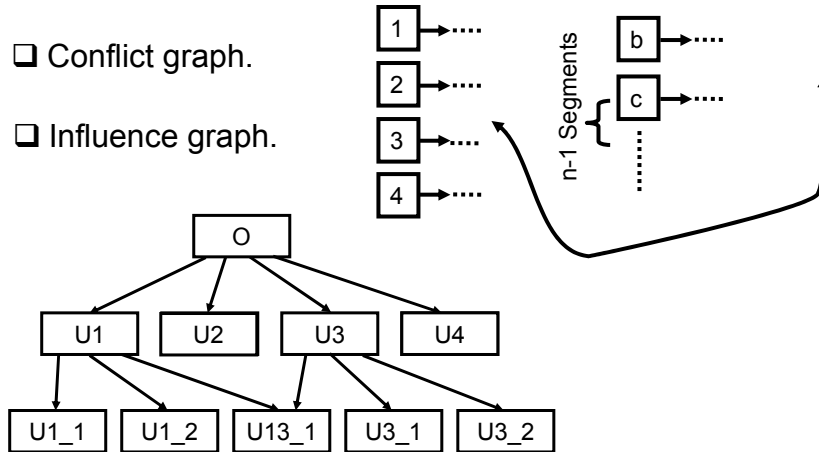 ❑ Conflict graph.
❑ Influence graph.
1
2
3
4
n-1 Segments
b
c
O
U1 U2 U3 U4
U1_1 U1_2 U13_1 U3_1 U3_2